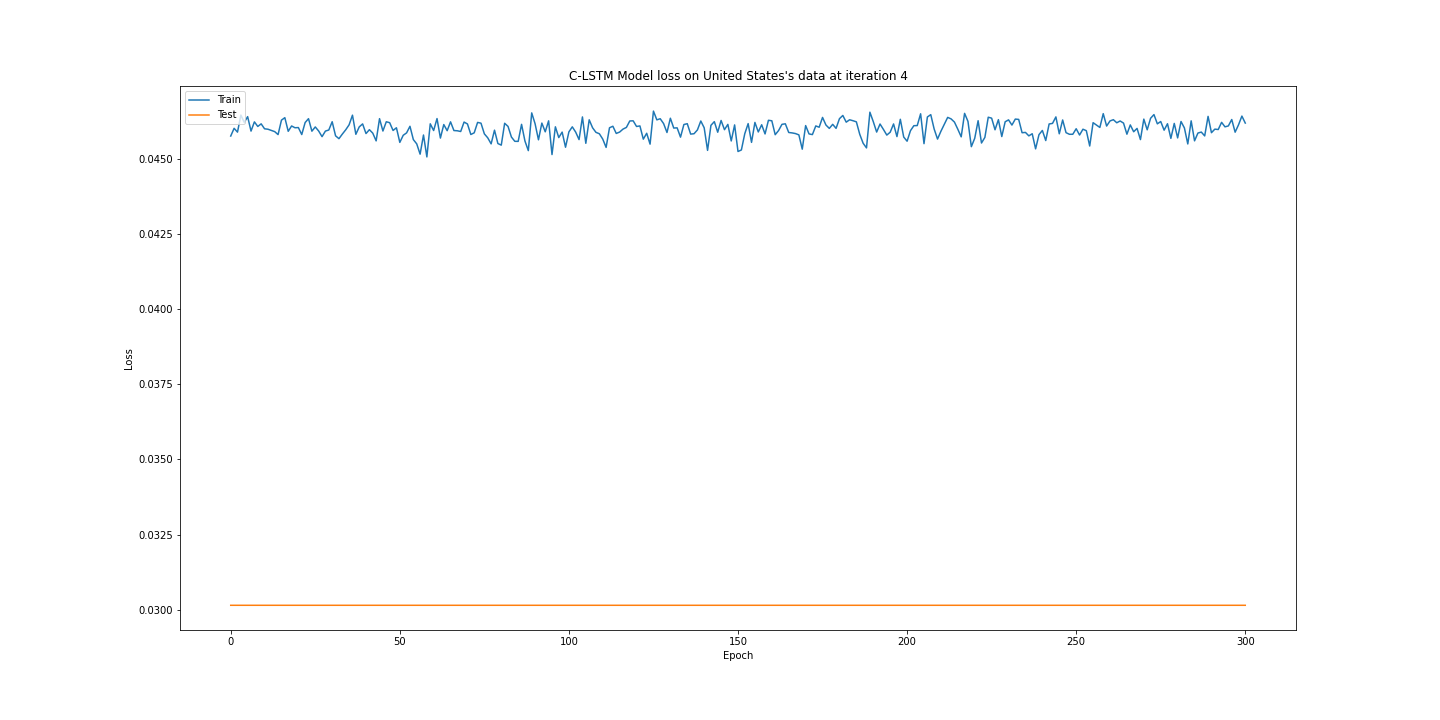 C-LSTM Model loss on United States's data at iteration 4
Train
Test
0.0450
0.0425
0.0400
0.0375
0.0350
0.0325
0.0300
Loss
0 50 100 150 200 250 300
Epoch